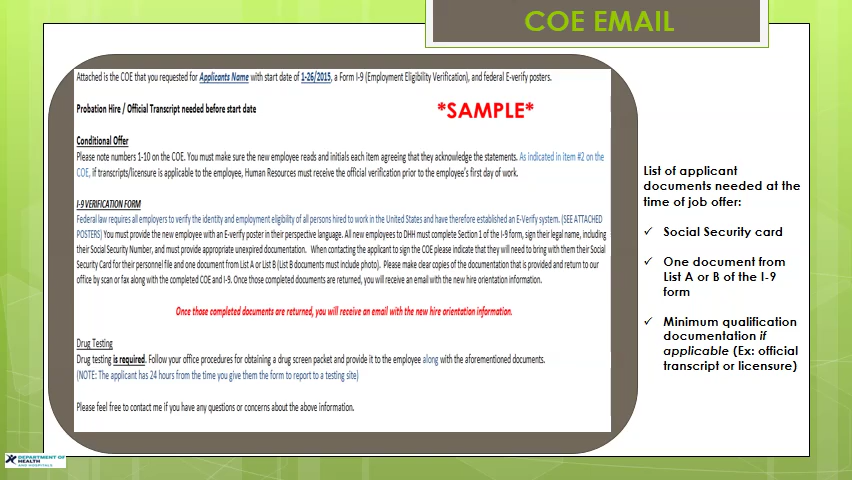 COE EMAIL
Attached is the COE that you requested for Applicants Name with start date of 1-26/2015, a Form I-9 (Employment Eligibility Verification), and federal E-verify posters.
Probation Hire / Official Transcript needed before start date
*SAMPLE*
Conditional Offer
Please note numbers 1-10 on the COE. You must make sure the new employee reads and initials each item agreeing that they acknowledge the statements. As indicated in item #2 on the
COE, if transcripts/licensure is applicable to the employee, Human Resources must receive the official verification prior to the employee's first day of work.
I-9 VERIFICATION FORM
Federal law requires all employers to verify the identity and employment eligibility of all persons hired to work in the United States and have therefore established an E-Verify system. (SEE ATTACHED
POSTERS) You must provide the new employee with an E-verify poster in their perspective language. All new employees to DHH must complete Section 1 of the I-9 form, sign their legal name, including
their Social Security Number, and must provide appropriate unexpired documentation. When contacting the applicant to sign the COE please indicate that they will need to bring with them their Social
Security Card for their personnel file and one document from List A or List B (List B documents must include photo). Please make clear copies of the documentation that is provided and return to our
office by scan or fax along with the completed COE and I-9. Once those completed documents are returned, you will receive an email with the new hire orientation information.
Once those completed documents are returned, you will receive an email with the new hire orientation information.
Drug Testing
Drug testing is required. Follow your office procedures for obtaining a drug screen packet and provide it to the employee along with the aforementioned documents.
(NOTE: The applicant has 24 hours from the time you give them the form to report to a testing site)
Please feel free to contact me if you have any questions or concerns about the above information.
List of applicant
documents needed at the
time of job offer:
✓ Social Security card
✓ One document from
List A or B of the I-9
form
✓ Minimum qualification
documentation if
applicable (Ex: official
transcript or licensure)
DEPARTMENT OF
HEALTH
AND HOSPITALS